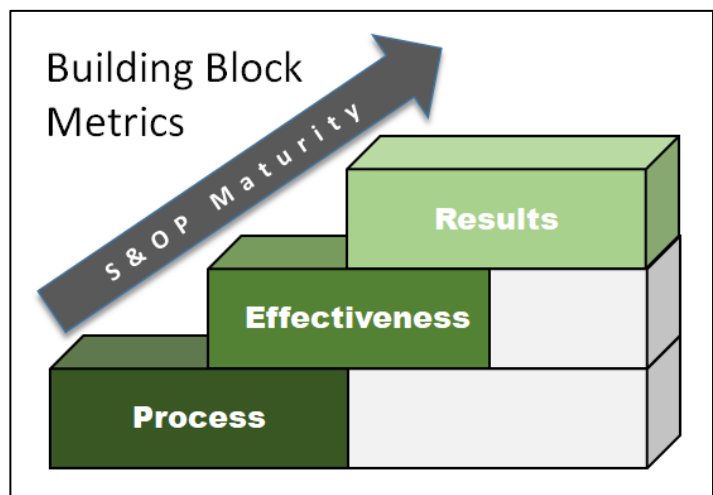 Building Block
Metrics
S&OP Maturity
Results
Effectiveness
Process